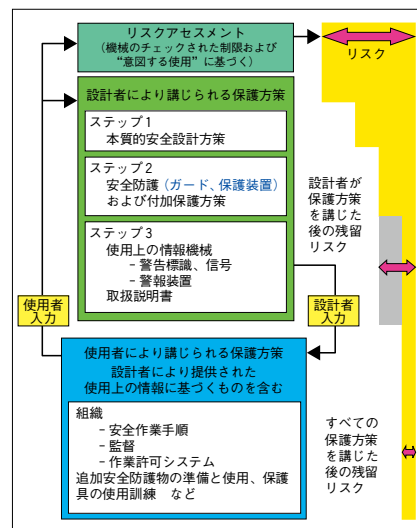 リスクアセスメント
(機械のチェックされた制限および
“意図する使用”に基づく)
リスク
設計者により講じられる保護方策
ステップ1
本質的安全設計方策
ステップ2
安全防護(ガード、保護装置)
および付加保護方策
ステップ3
使用上の情報機械
- 警告標識、信号
- 警報装置
取扱説明書
設計者が
保護方策
を講じた
後の残留
リスク
使用者
入力
設計者
入力
使用者により講じられる保護方策
設計者により提供された
使用上の情報に基づくものを含む
組織
- 安全作業手順
- 監督
- 作業許可システム
追加安全防護物の準備と使用、保護
具の使用訓練 など
すべての
保護方策
を講じた
後の残留
リスク